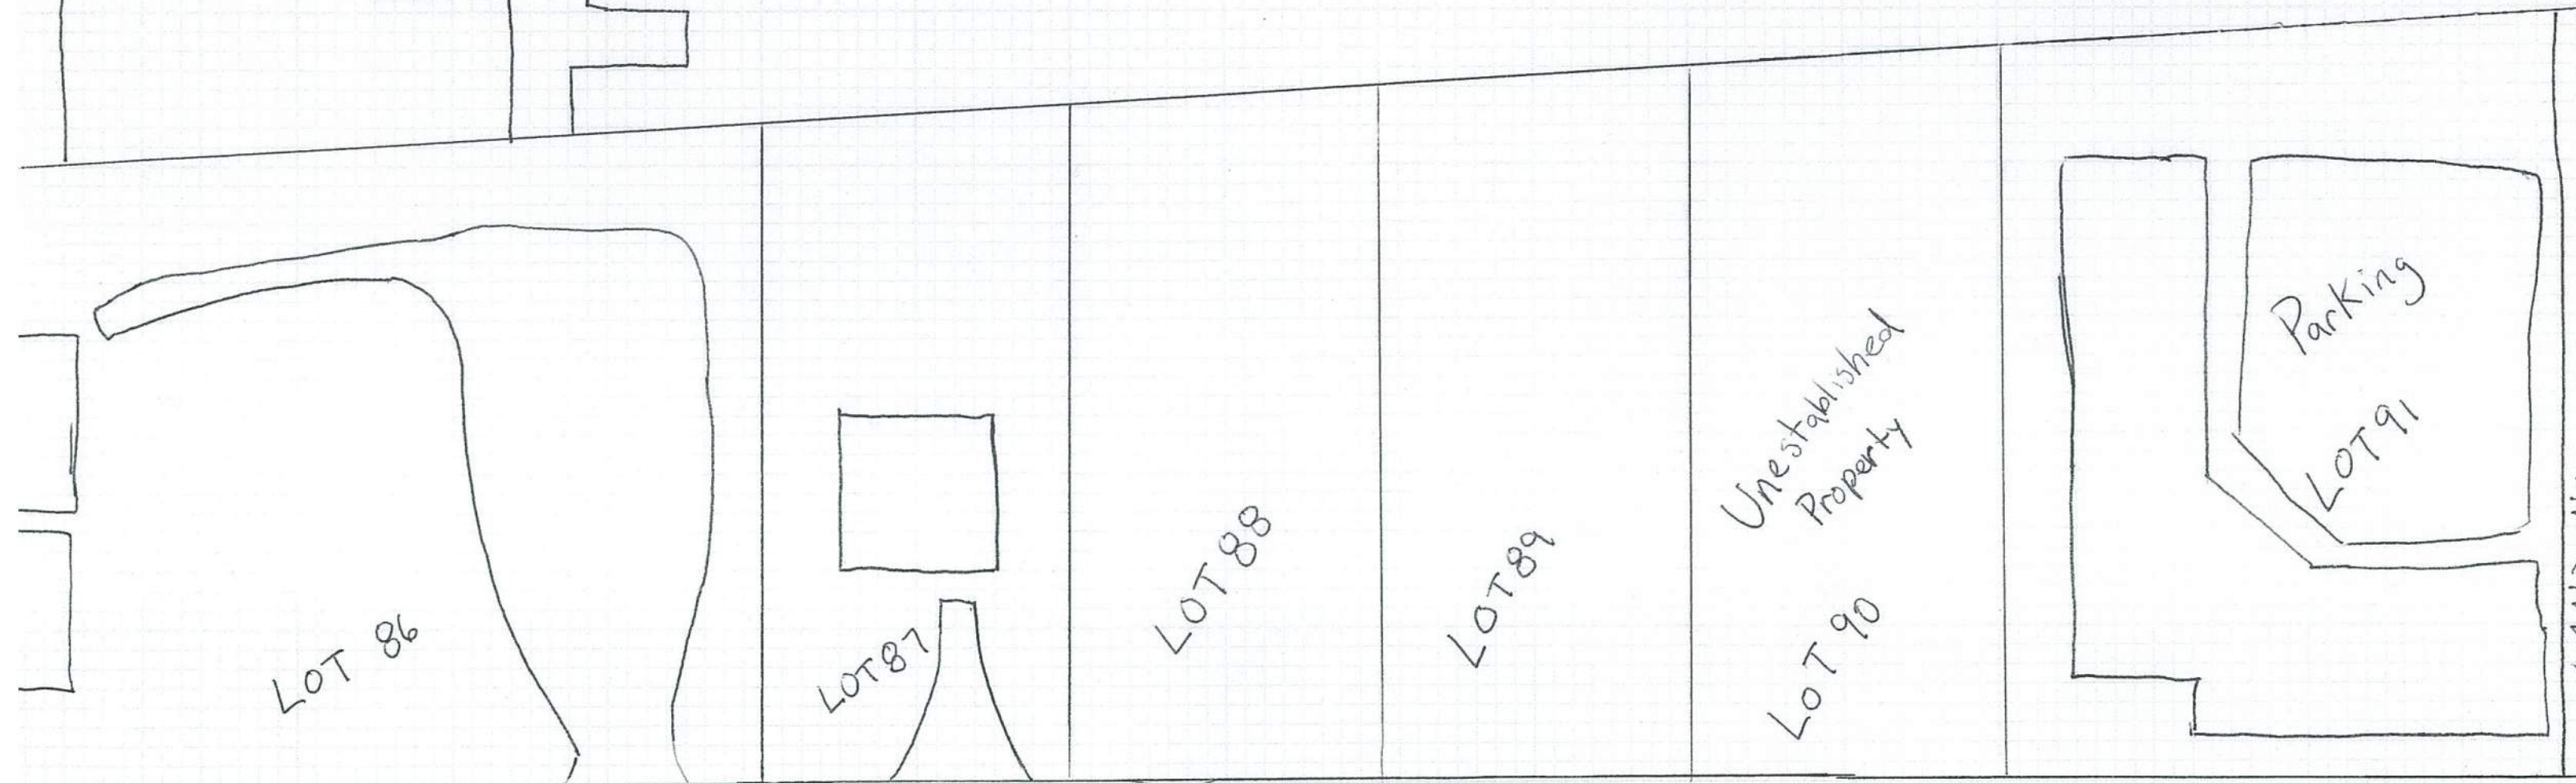 LOT 86
LOT 87
LOT 88
LOT 89
Unestablished
Property
LOT 90
Parking
LOT 91